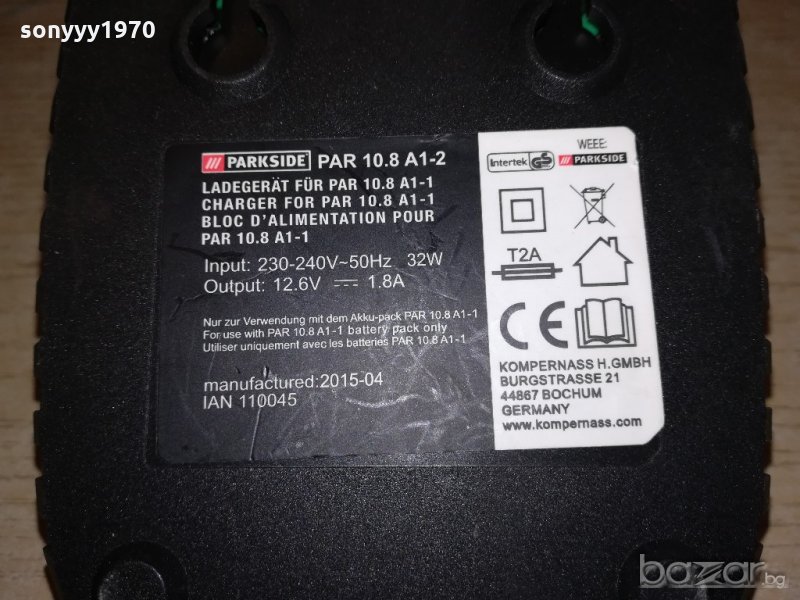 sonyyy1970
PARKSIDE PAR 10.8 A1-2
LADEGERÄT FÜR PAR 10.8 A1-1
CHARGER FOR PAR 10.8 A1-1
BLOC D'ALIMENTATION POUR
PAR 10.8 A1-1
Input: 230-240V~50Hz 32W
Output: 12.6V ⎓ 1.8A
Nur zur Verwendung mit dem Akku-pack PAR 10.8 A1-1
For use with PAR 10.8 A1-1 battery pack only
Utiliser uniquement avec les batteries PAR 10.8 A1-1
manufactured:2015-04
IAN 110045
WEEE:
Intertek GS PARKSIDE
T2A
CE
KOMPERNASS H.GMBH
BURGSTRASSE 21
44867 BOCHUM
GERMANY
www.kompernass.com
bazar.bg